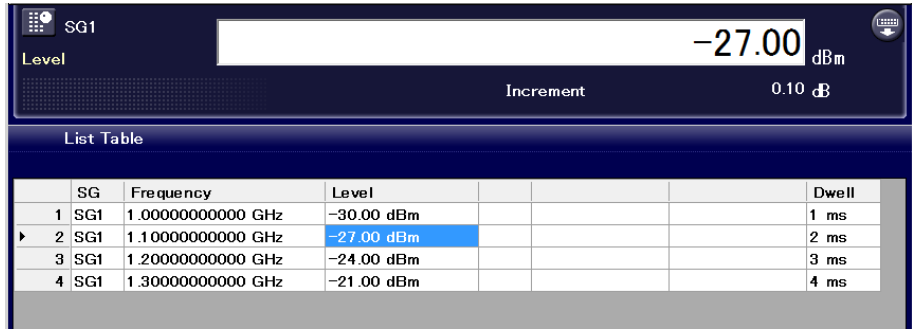 SG1
-27.00 dBm
Level
Increment 0.10 dB
List Table
SG Frequency Level Dwell
1 SG1 1.00000000000 GHz -30.00 dBm 1 ms
2 SG1 1.10000000000 GHz -27.00 dBm 2 ms
3 SG1 1.20000000000 GHz -24.00 dBm 3 ms
4 SG1 1.30000000000 GHz -21.00 dBm 4 ms